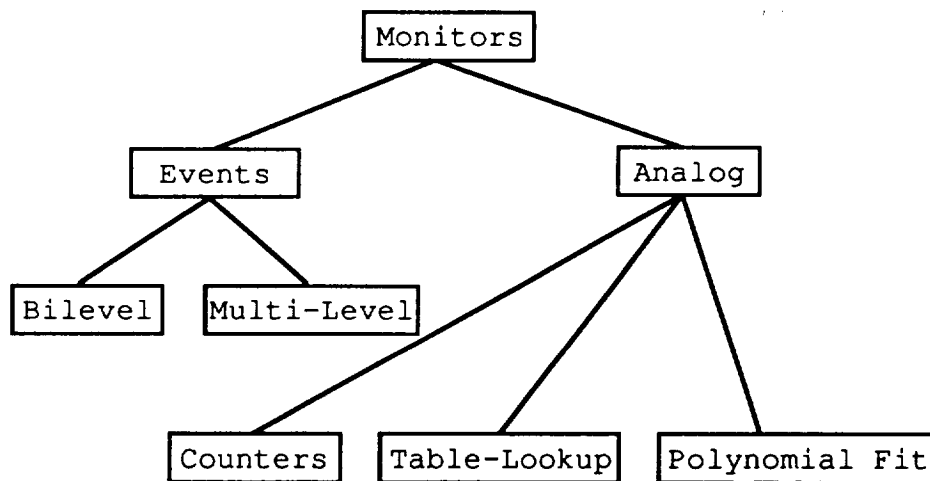 Monitors
Events
Analog
Bilevel
Multi-Level
Counters
Table-Lookup
Polynomial Fit